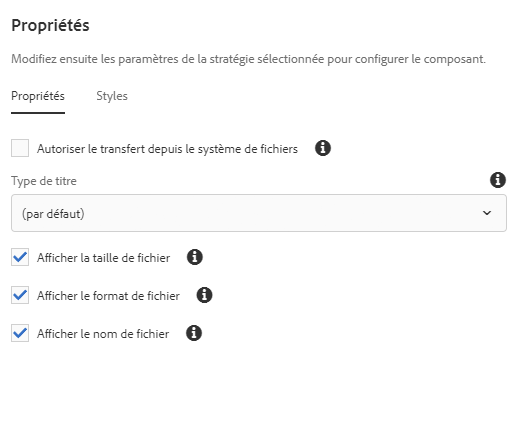 Propriétés
Modifiez ensuite les paramètres de la stratégie sélectionnée pour configurer le composant.
Propriétés Styles
Autoriser le transfert depuis le système de fichiers
Type de titre
(par défaut)
Afficher la taille de fichier
Afficher le format de fichier
Afficher le nom de fichier